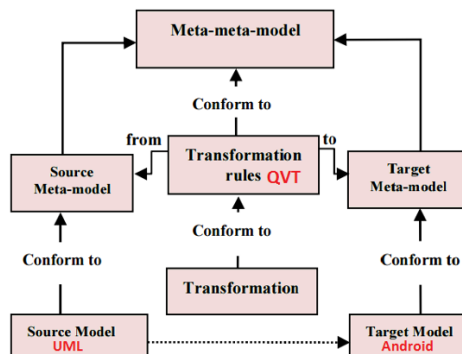 Meta-meta-model
Conform to
from
to
Source
Meta-model
Transformation
rules QVT
Target
Meta-model
Conform to
Conform to
Conform to
Transformation
Source Model
UML
Target Model
Android